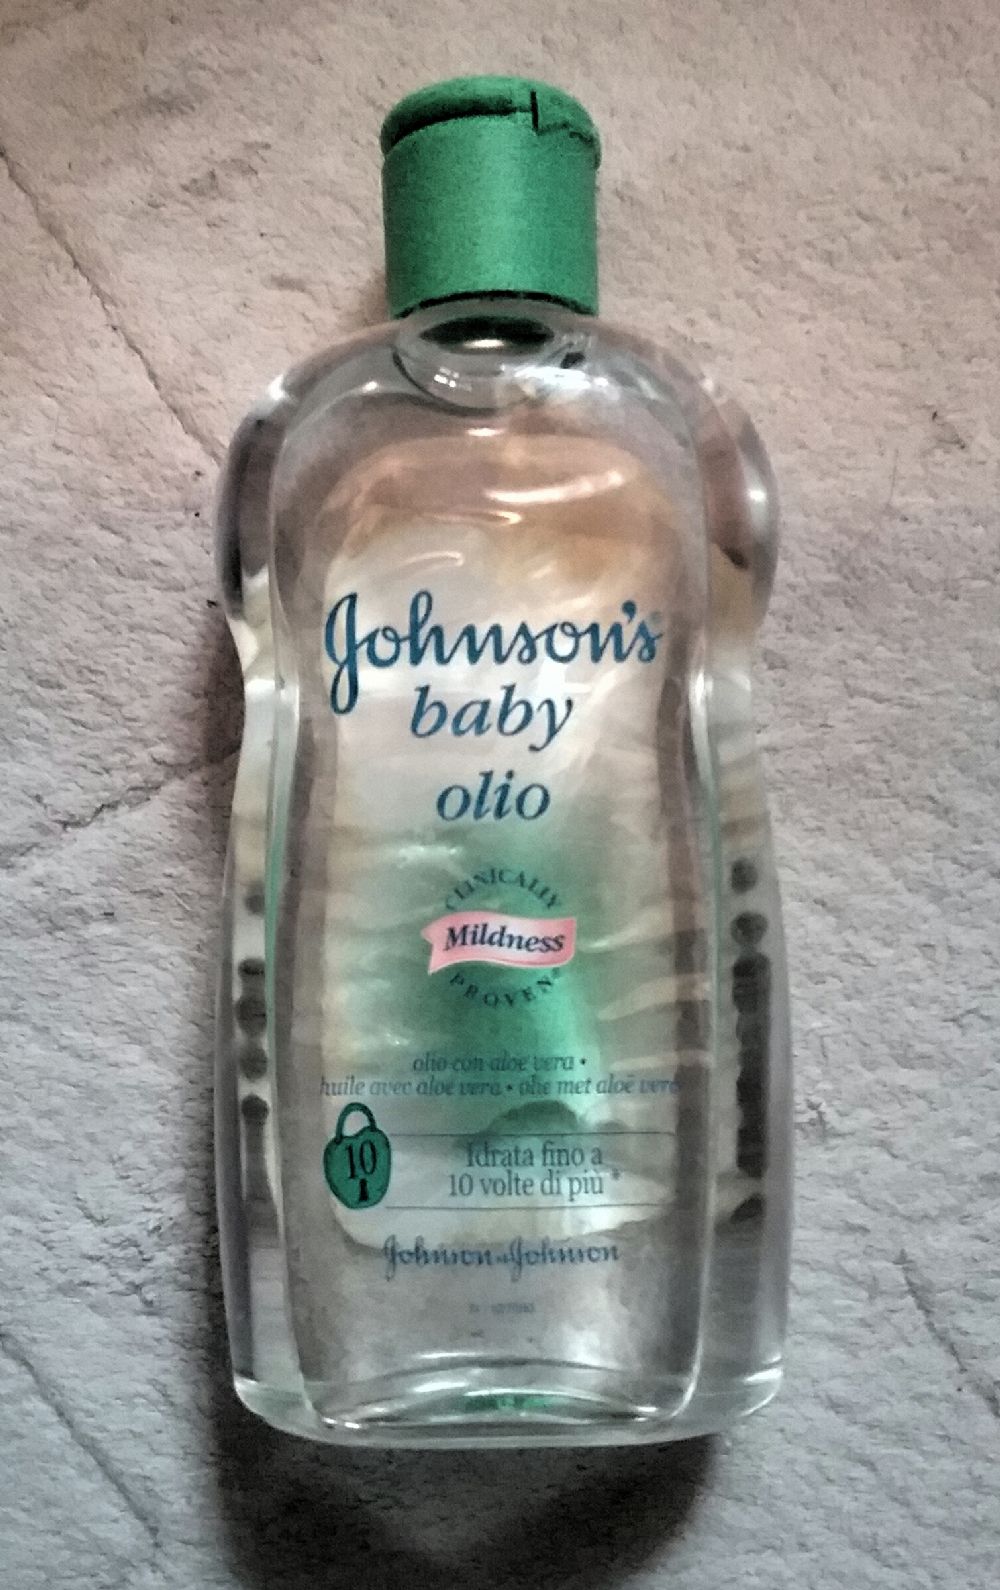 Johnson's
baby
olio
CLINICALLY
Mildness
PROVEN®
olio con aloe vera •
huile avec aloe vera • olie met aloë vera
10
Idrata fino a
10 volte di più*
Johnson & Johnson